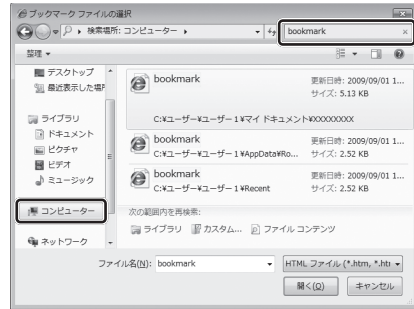 ブックマーク ファイルの選択
検索場所: コンピューター
bookmark
整理
デスクトップ
最近表示した場所
ライブラリ
ドキュメント
ピクチャ
ビデオ
ミュージック
コンピューター
ネットワーク
bookmark
更新日時: 2009/09/01 1...
サイズ: 5.13 KB
C:¥ユーザー¥ユーザー1¥マイ ドキュメント¥XXXXXXXX
bookmark
更新日時: 2009/09/01 1...
C:¥ユーザー¥ユーザー1¥AppData¥Ro...
サイズ: 2.52 KB
bookmark
更新日時: 2009/09/01 1...
C:¥ユーザー¥ユーザー1¥Recent
サイズ: 2.52 KB
次の範囲内を再検索:
ライブラリ カスタム... ファイル コンテンツ
ファイル名(N): bookmark
HTML ファイル (*.htm, *.htı
開く(O) キャンセル